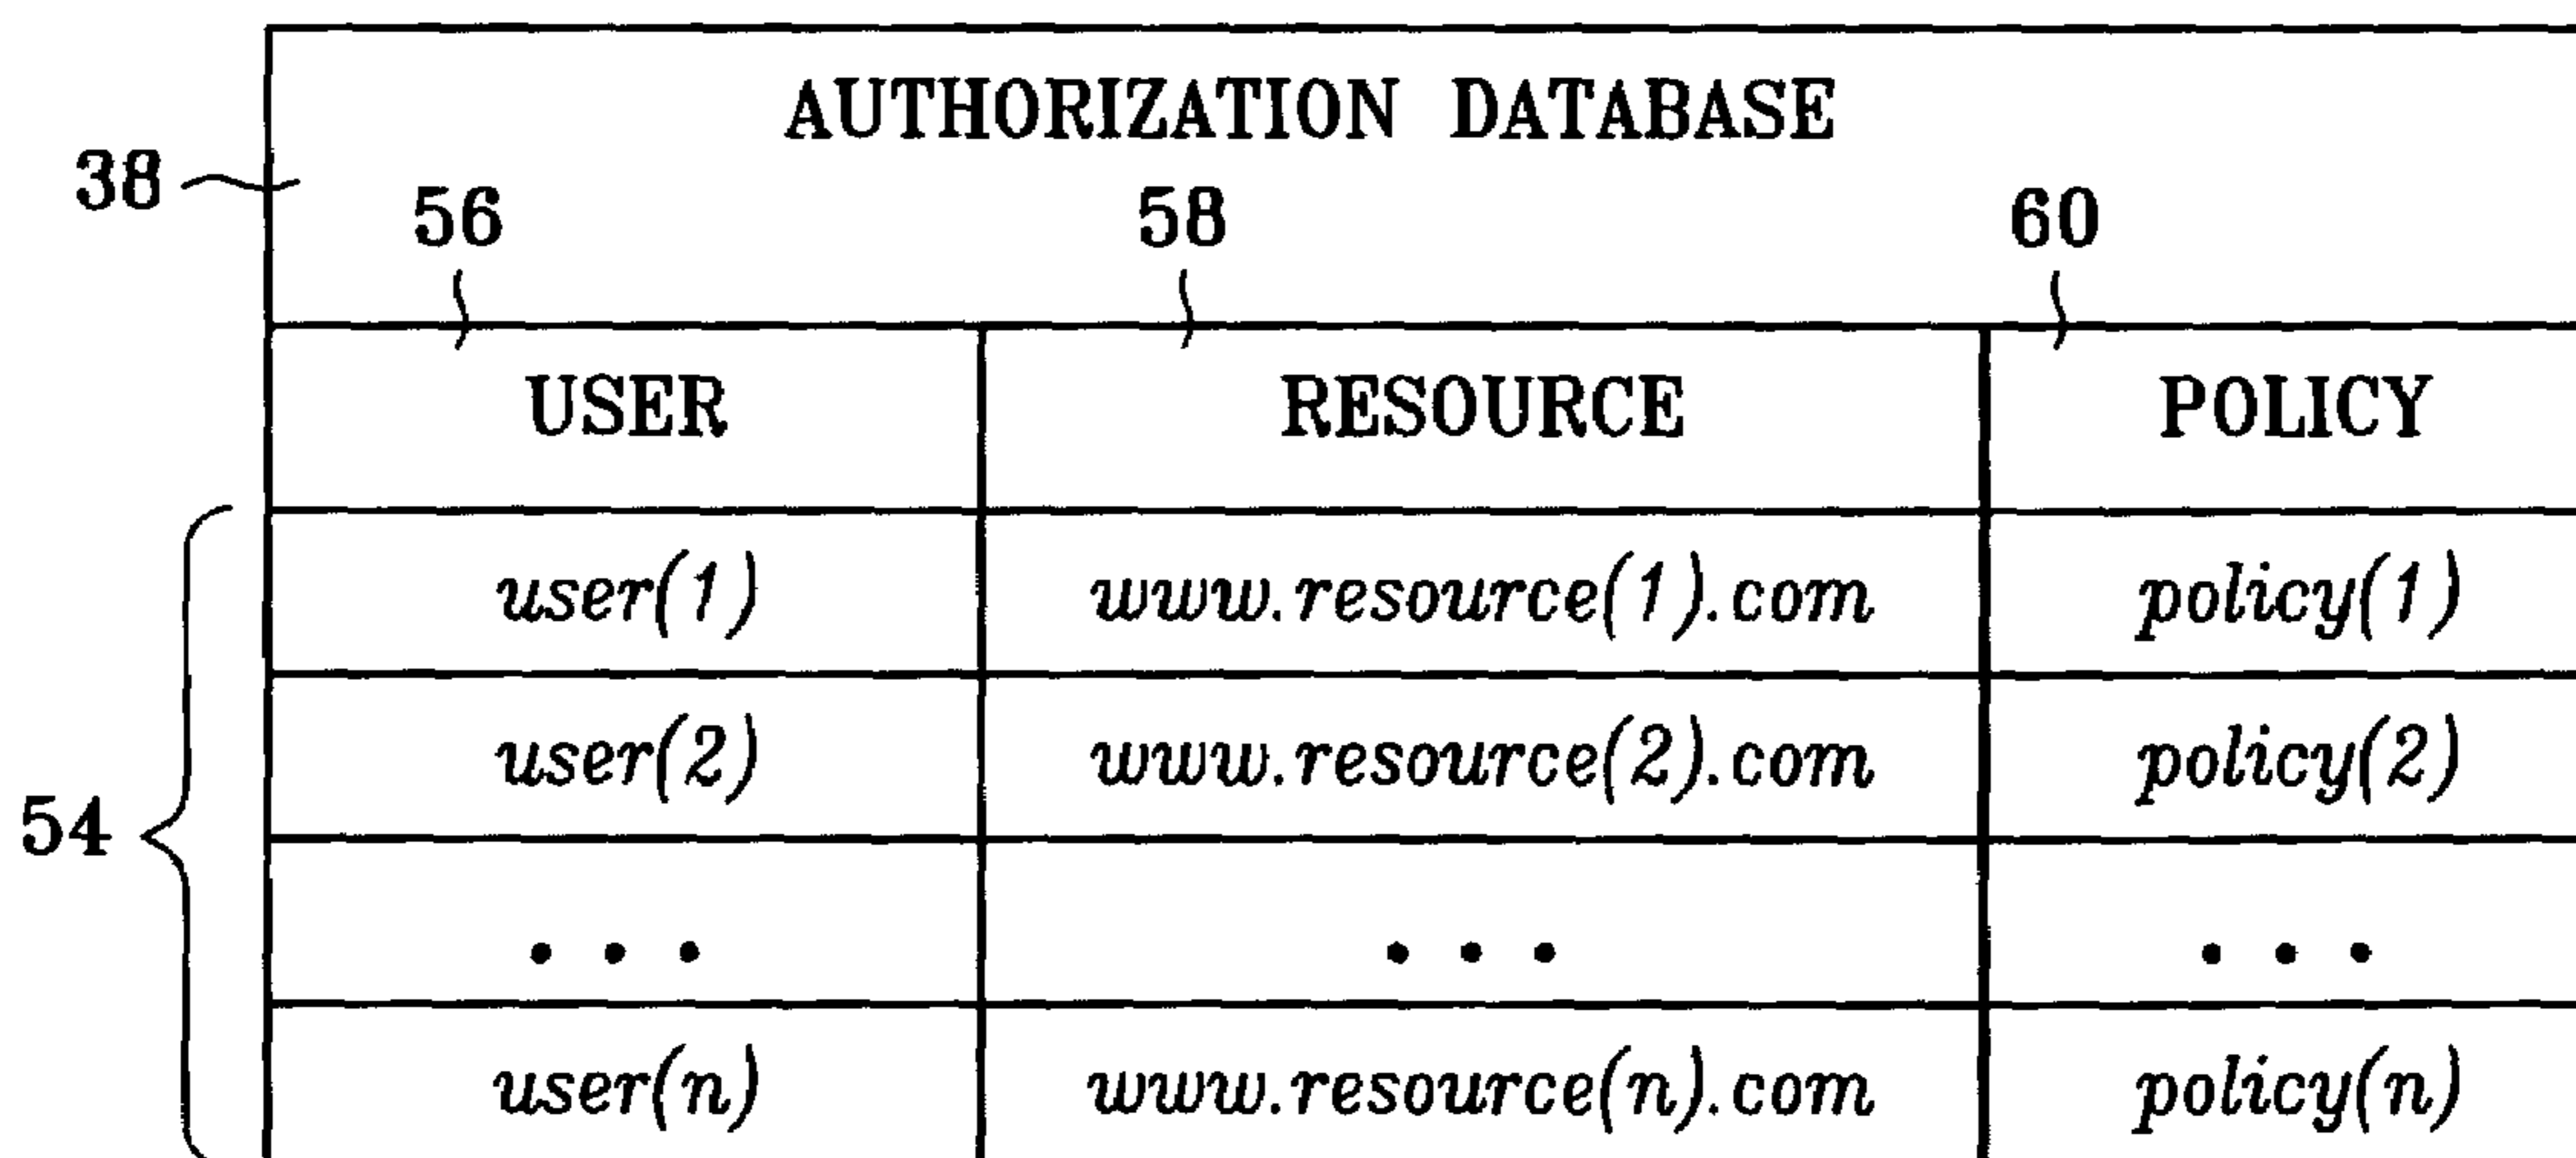 AUTHORIZATION DATABASE
38
56 58 60
USER RESOURCE POLICY
user(1) www.resource(1).com policy(1)
user(2) www.resource(2).com policy(2)
54
. . . . . . . . .
user(n) www.resource(n).com policy(n)